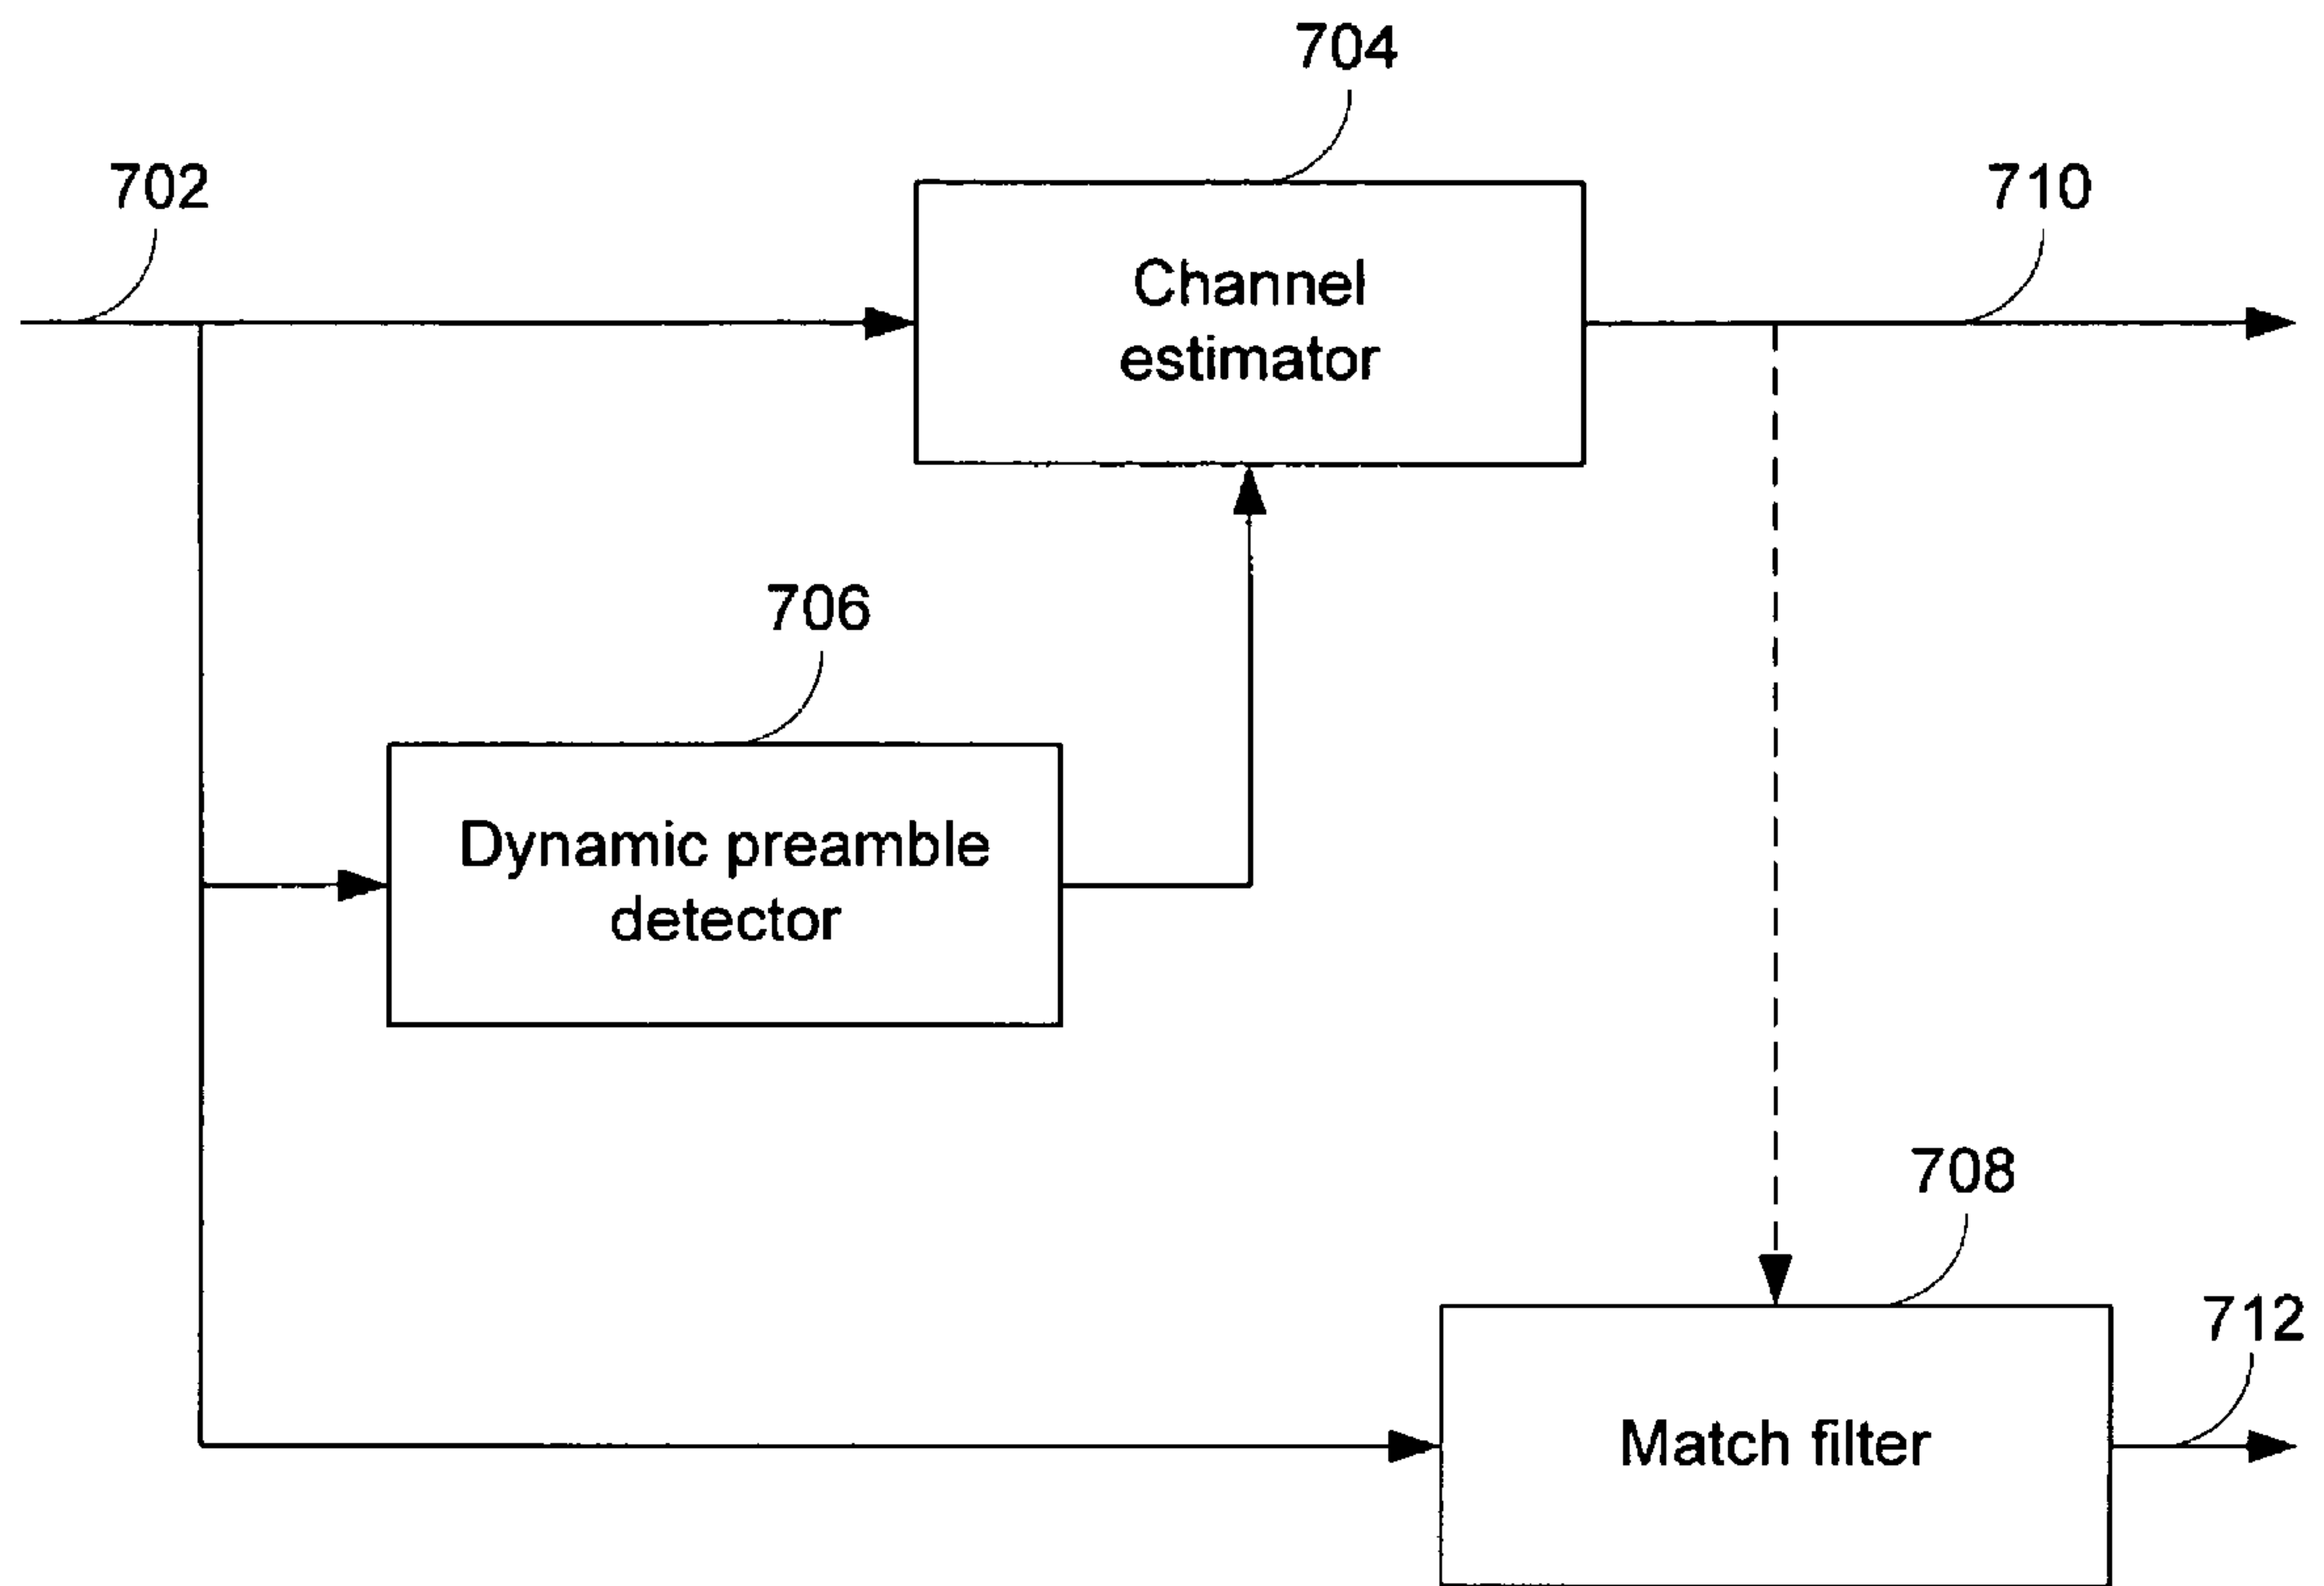 704
702
710
Channel
estimator
706
Dynamic preamble
detector
708
712
Match filter